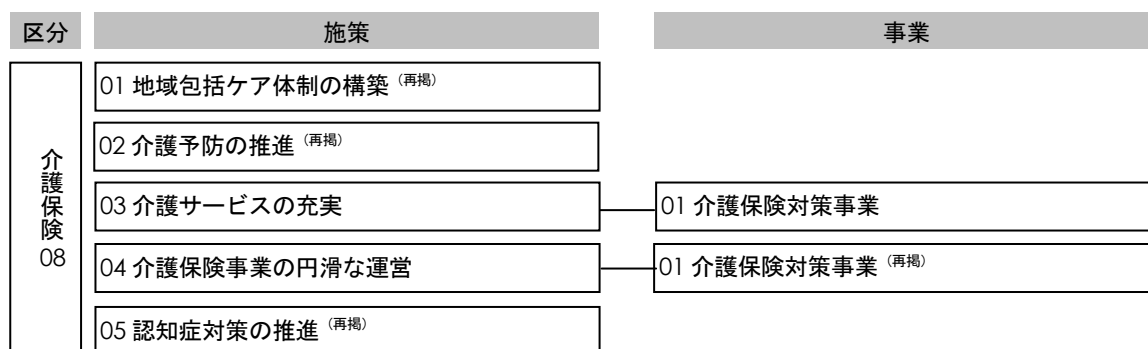 区分 施策 事業
介護保険 08
01 地域包括ケア体制の構築（再掲）
02 介護予防の推進（再掲）
03 介護サービスの充実 01 介護保険対策事業
04 介護保険事業の円滑な運営 01 介護保険対策事業（再掲）
05 認知症対策の推進（再掲）